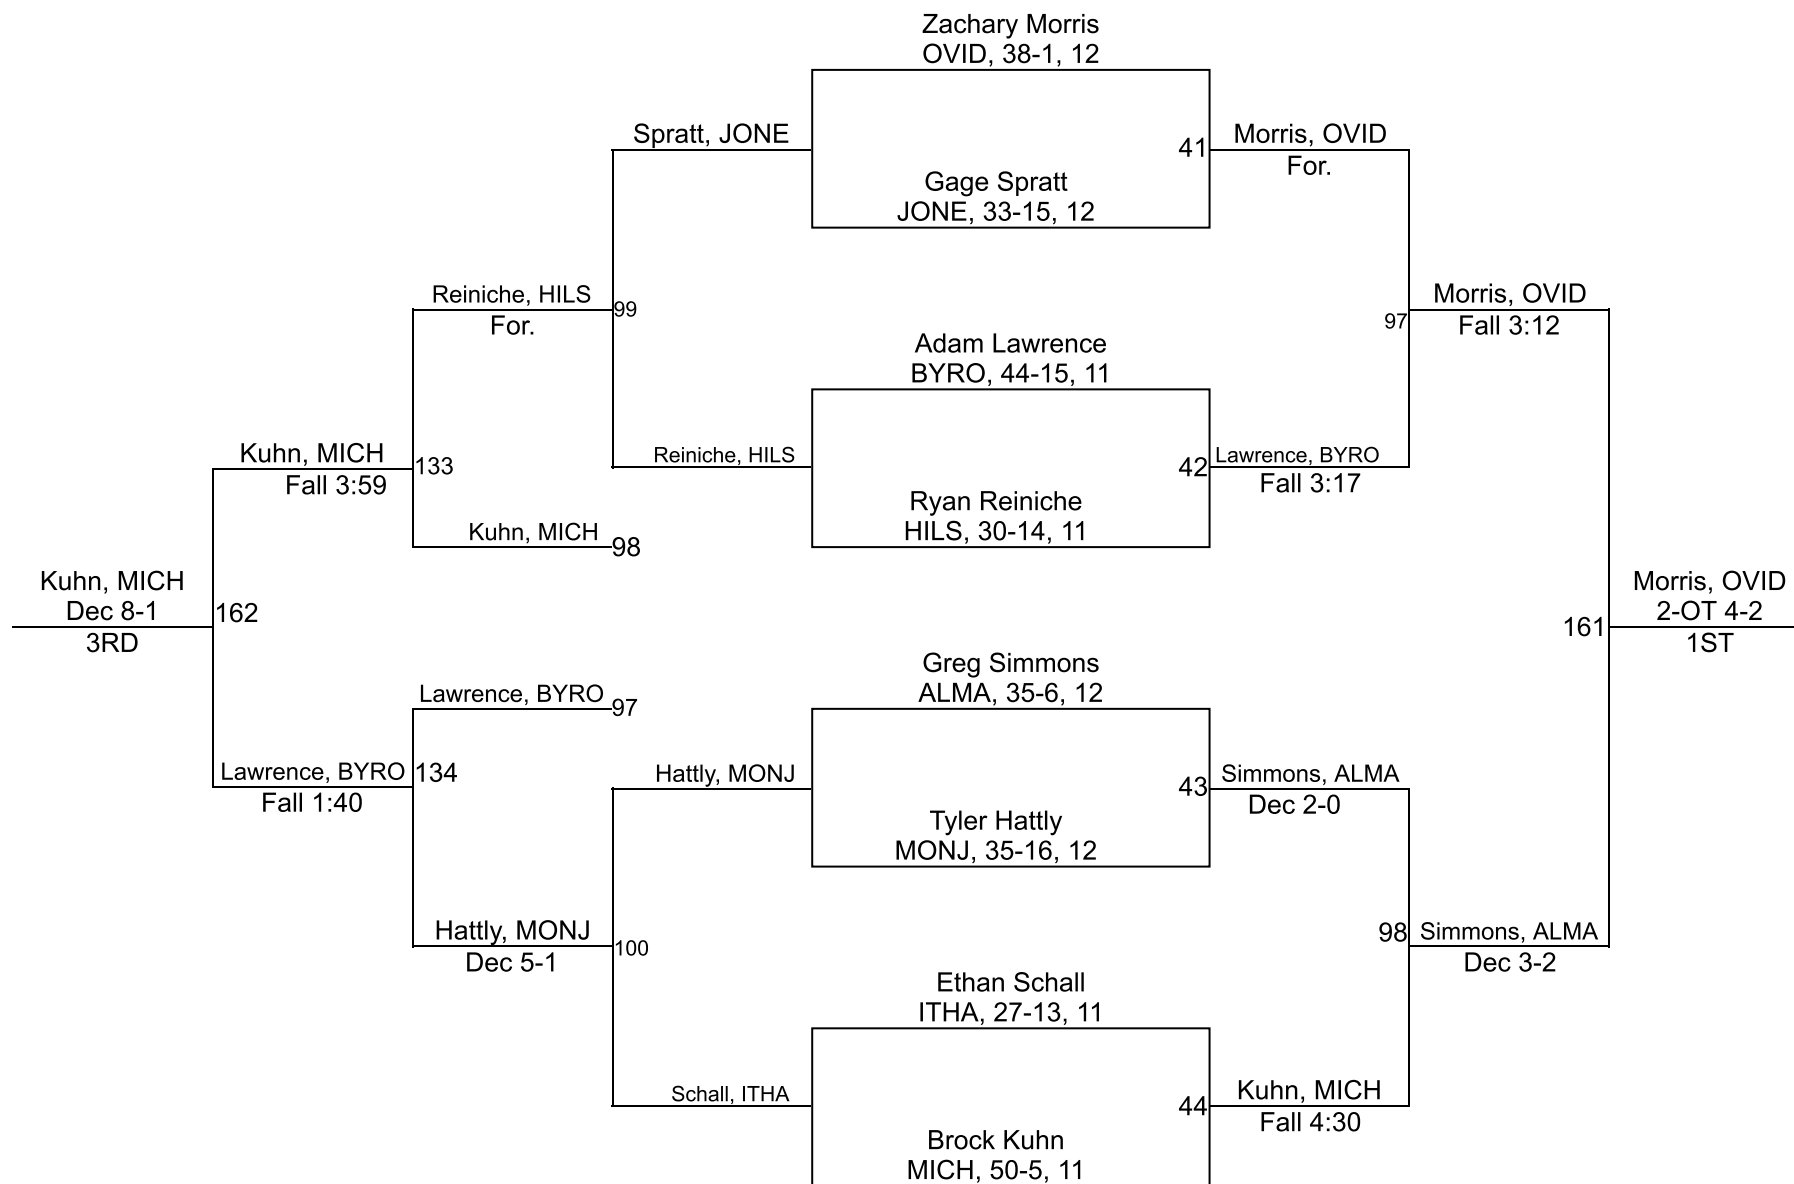 Zachary Morris
OVID, 38-1, 12
Spratt, JONE
41
Morris, OVID
For.
Gage Spratt
JONE, 33-15, 12
Reiniche, HILS
For.
99
97
Morris, OVID
Fall 3:12
Adam Lawrence
BYRO, 44-15, 11
Kuhn, MICH
Fall 3:59
133
Reiniche, HILS
42
Lawrence, BYRO
Fall 3:17
Ryan Reiniche
HILS, 30-14, 11
Kuhn, MICH
98
Kuhn, MICH
Dec 8-1
3RD
162
161
Morris, OVID
2-OT 4-2
1ST
Greg Simmons
ALMA, 35-6, 12
Lawrence, BYRO
97
Lawrence, BYRO
Fall 1:40
134
Hattly, MONJ
43
Simmons, ALMA
Dec 2-0
Tyler Hattly
MONJ, 35-16, 12
Hattly, MONJ
Dec 5-1
100
98
Simmons, ALMA
Dec 3-2
Ethan Schall
ITHA, 27-13, 11
Schall, ITHA
44
Kuhn, MICH
Fall 4:30
Brock Kuhn
MICH, 50-5, 11